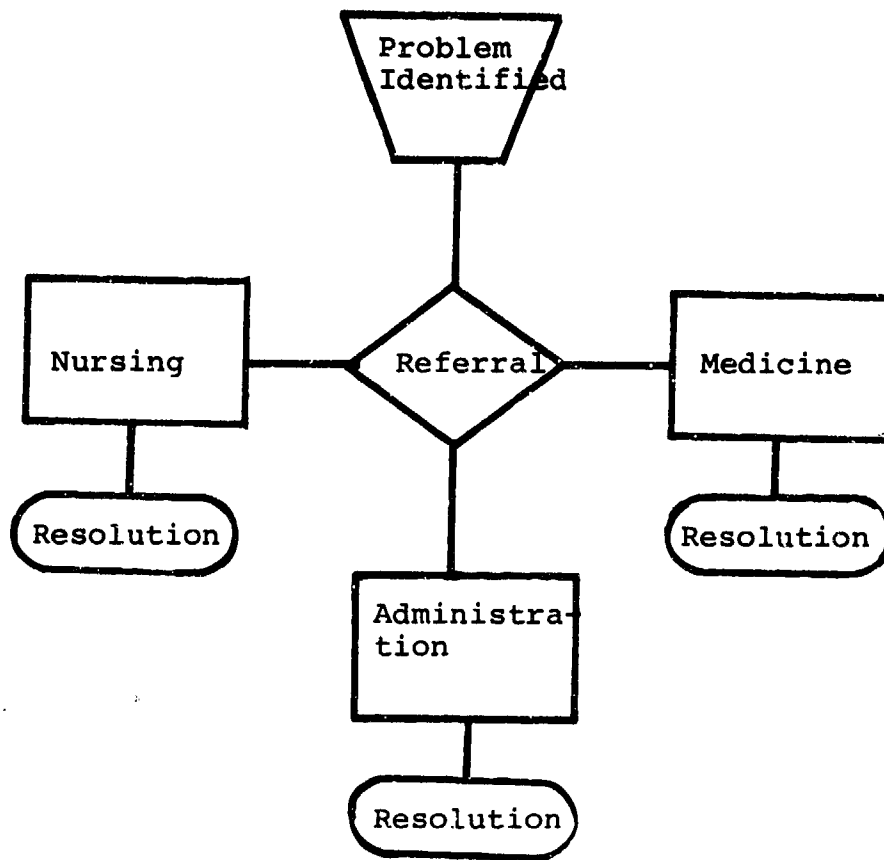 Problem
Identified
Nursing
Referral
Medicine
Resolution
Resolution
Administra-
tion
Resolution